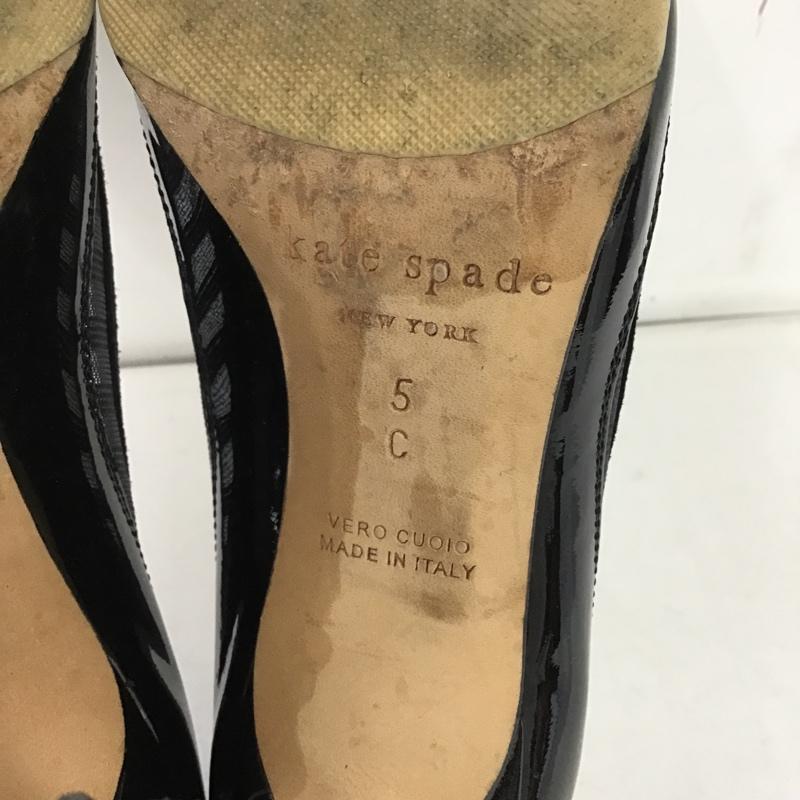 kate spade
NEW YORK
5
C
VERO CUOIO
MADE IN ITALY